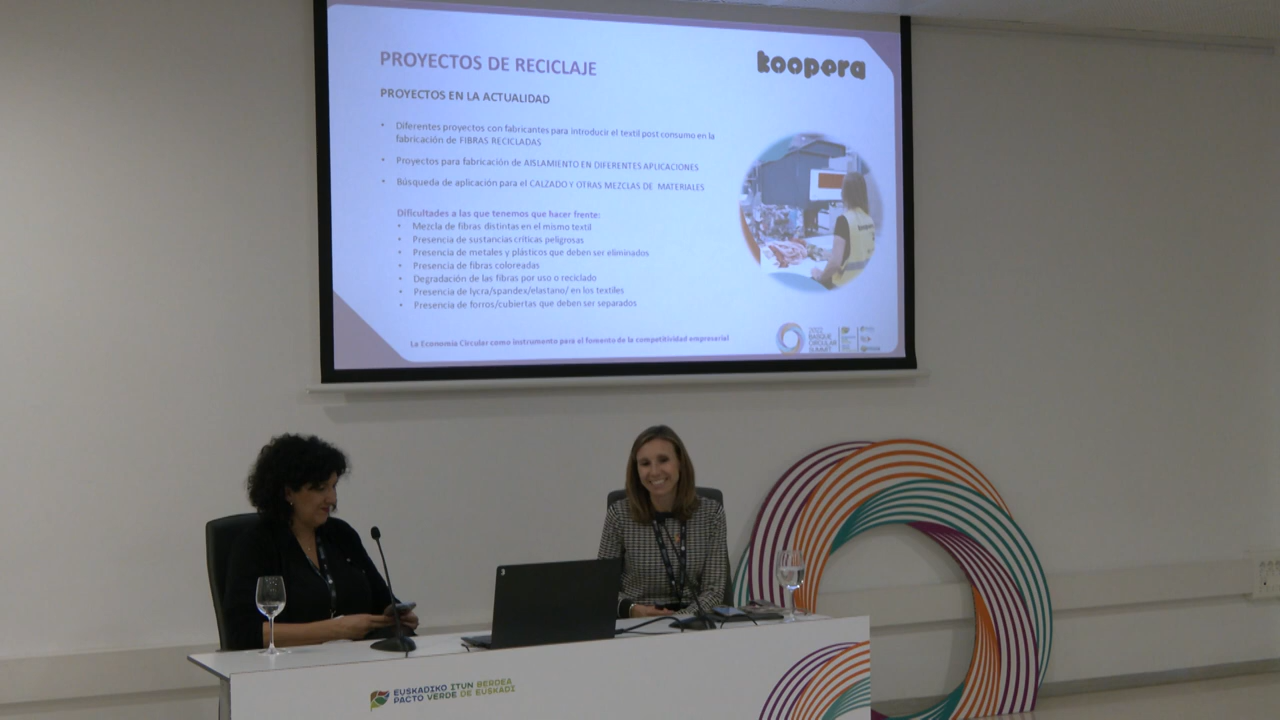 PROYECTOS DE RECICLAJE
koopera
PROYECTOS EN LA ACTUALIDAD
• Diferentes proyectos con fabricantes para introducir el textil post consumo en la
fabricación de FIBRAS RECICLADAS
• Proyectos para fabricación de AISLAMIENTO EN DIFERENTES APLICACIONES
• Búsqueda de aplicación para el CALZADO Y OTRAS MEZCLAS DE MATERIALES
Dificultades a las que tenemos que hacer frente:
• Mezcla de fibras distintas en el mismo textil
• Presencia de sustancias críticas peligrosas
• Presencia de metales y plásticos que deben ser eliminados
• Presencia de fibras coloreadas
• Degradación de las fibras por uso o reciclado
• Presencia de lycra/spandex/elastano/ en los textiles
• Presencia de forros/cubiertas que deben ser separados
koopera
La Economía Circular como instrumento para el fomento de la competitividad empresarial
2022
BASQUE
CIRCULAR
SUMMIT
EUSKADIKO ITUN BERDEA
PACTO VERDE DE EUSKADI